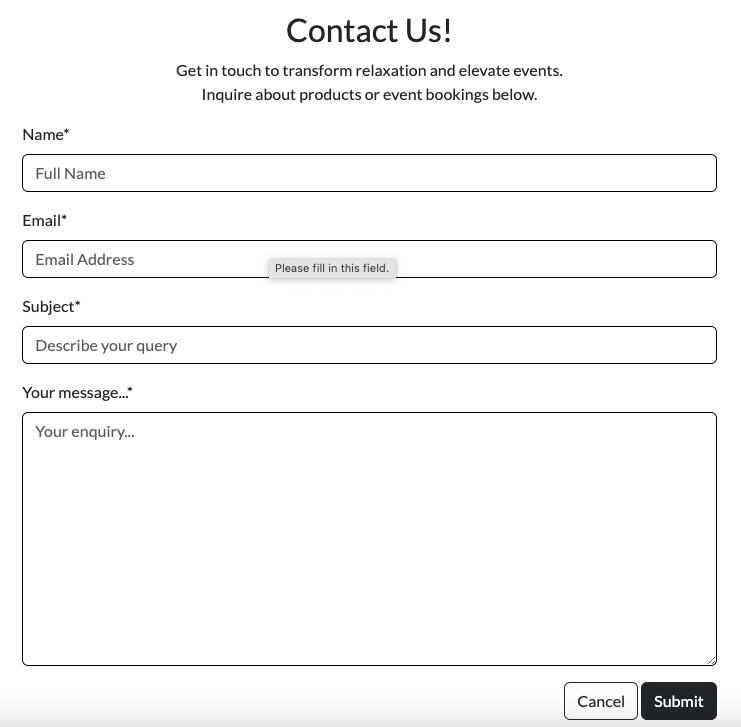 Contact Us!
Get in touch to transform relaxation and elevate events.
Inquire about products or event bookings below.
Name*
Full Name
Email*
Email Address
Please fill in this field.
Subject*
Describe your query
Your message...*
Your enquiry...
Cancel Submit